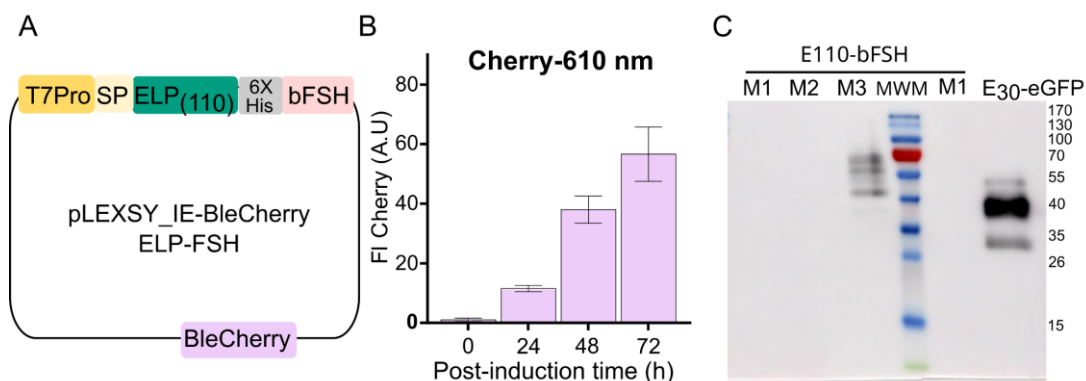 A
T7Pro SP ELP(110) 6X His bFSH
pLEXSY_IE-BleCherry
ELP-FSH
BleCherry
B
Cherry-610 nm
FI Cherry (A.U)
80
60
40
20
0
0 24 48 72
Post-induction time (h)
C
E110-bFSH
M1 M2 M3 MWM M1 E30-eGFP
170
130
100
70
55
40
35
26
15